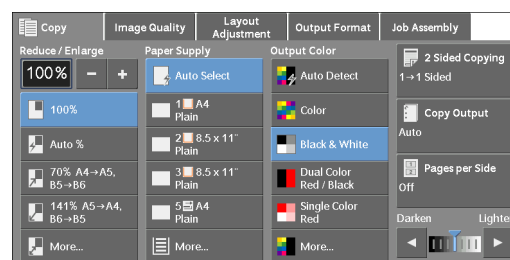 Copy
Image Quality
Layout
Adjustment
Output Format
Job Assembly
Reduce / Enlarge
100%
−
+
100%
Auto %
70% A4→A5,
B5→B6
141% A5→A4,
B6→B5
More...
Paper Supply
Auto Select
1 A4
Plain
2 8.5 x 11"
Plain
3 8.5 x 11"
Plain
5 A4
Plain
More...
Output Color
Auto Detect
Color
Black & White
Dual Color
Red / Black
Single Color
Red
More...
2 Sided Copying
1→1 Sided
Copy Output
Auto
Pages per Side
Off
Darken
Lighte